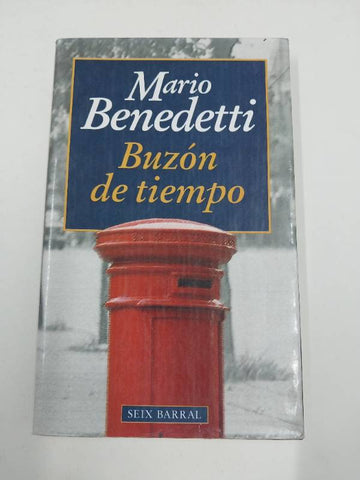 Mario
Benedetti
Buzón
de tiempo
SEIX BARRAL